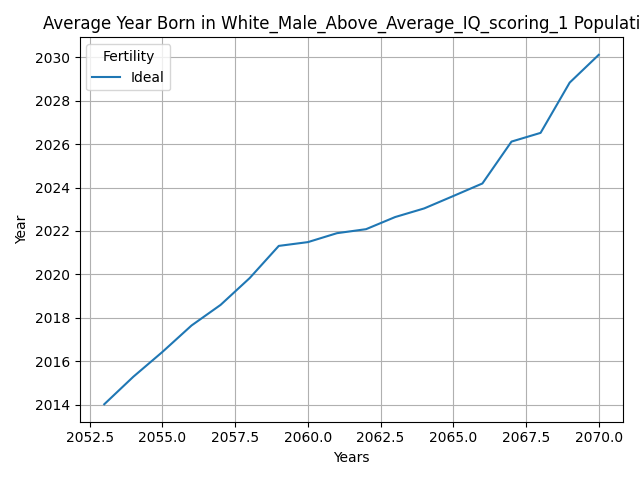 Average Year Born in White_Male_Above_Average_IQ_scoring_1 Populati
Fertility
Ideal
2030
2028
2026
2024
2022
2020
2018
2016
2014
Year
2052.5 2055.0 2057.5 2060.0 2062.5 2065.0 2067.5 2070.0
Years